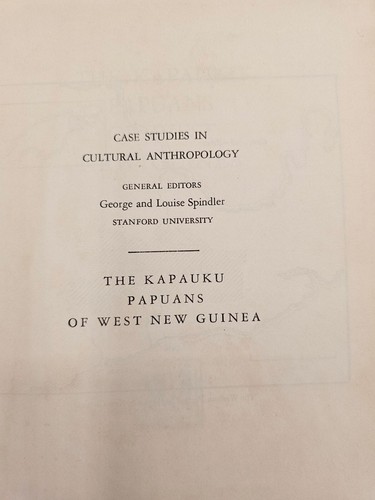 CASE STUDIES IN
CULTURAL ANTHROPOLOGY
GENERAL EDITORS
George and Louise Spindler
STANFORD UNIVERSITY
THE KAPAUKU
PAPUANS
OF WEST NEW GUINEA